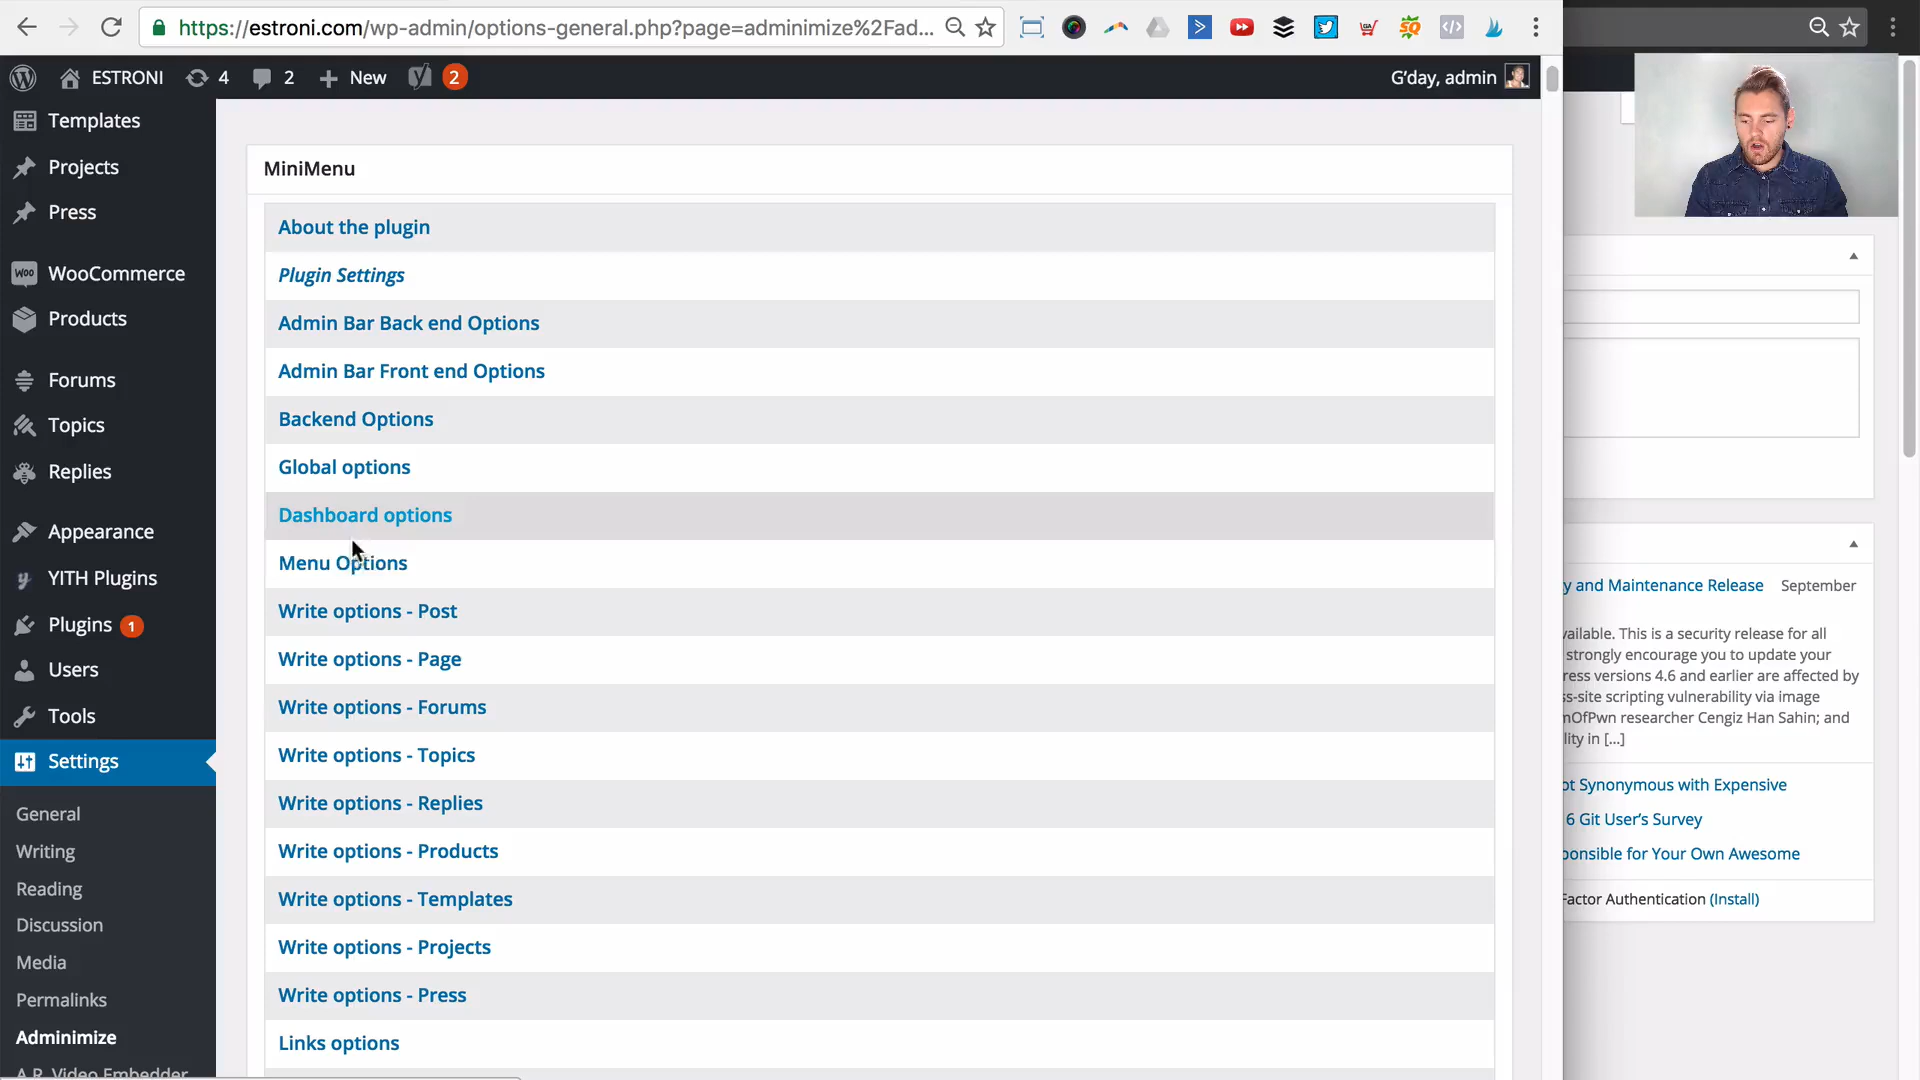 https://estroni.com/wp-admin/options-general.php?page=adminimize%2Fad...
ESTRONI 4 2 New 2
G'day, admin
Templates
Projects
Press
WooCommerce
Products
Forums
Topics
Replies
Appearance
YITH Plugins
Plugins 1
Users
Tools
Settings
General
Writing
Reading
Discussion
Media
Permalinks
Adminimize
A.R. Video Embedder
MiniMenu
About the plugin
Plugin Settings
Admin Bar Back end Options
Admin Bar Front end Options
Backend Options
Global options
Dashboard options
Menu Options
Write options - Post
Write options - Page
Write options - Forums
Write options - Topics
Write options - Replies
Write options - Products
Write options - Templates
Write options - Projects
Write options - Press
Links options
y and Maintenance Release September
vailable. This is a security release for all
strongly encourage you to update your
ress versions 4.6 and earlier are affected by
ss-site scripting vulnerability via image
mOfPwn researcher Cengiz Han Sahin; and
lity in [...]
ot Synonymous with Expensive
6 Git User's Survey
ponsible for Your Own Awesome
Factor Authentication (Install)